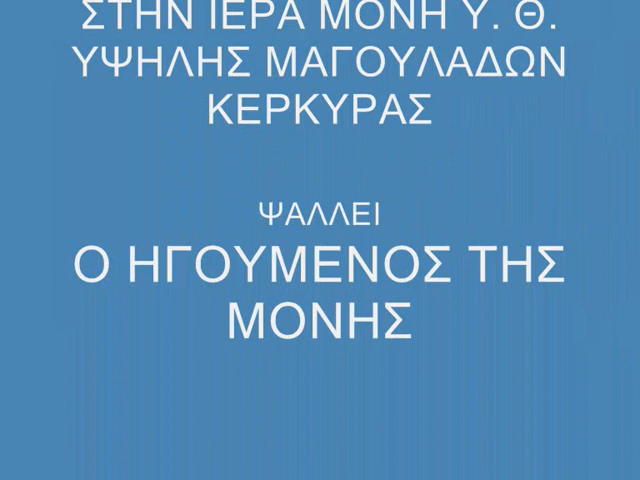 ΣΤΗΝ ΙΕΡΑ ΜΟΝΗ Υ. Θ.
ΥΨΗΛΗΣ ΜΑΓΟΥΛΑΔΩΝ
ΚΕΡΚΥΡΑΣ
ΨΑΛΛΕΙ
Ο ΗΓΟΥΜΕΝΟΣ ΤΗΣ
ΜΟΝΗΣ